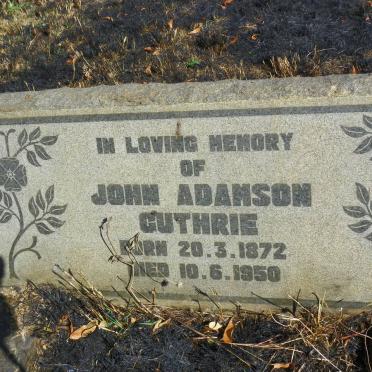 IN LOVING MEMORY
OF
JOHN ADAMSON
GUTHRIE
BORN 20.3.1872
DIED 10.6.1950